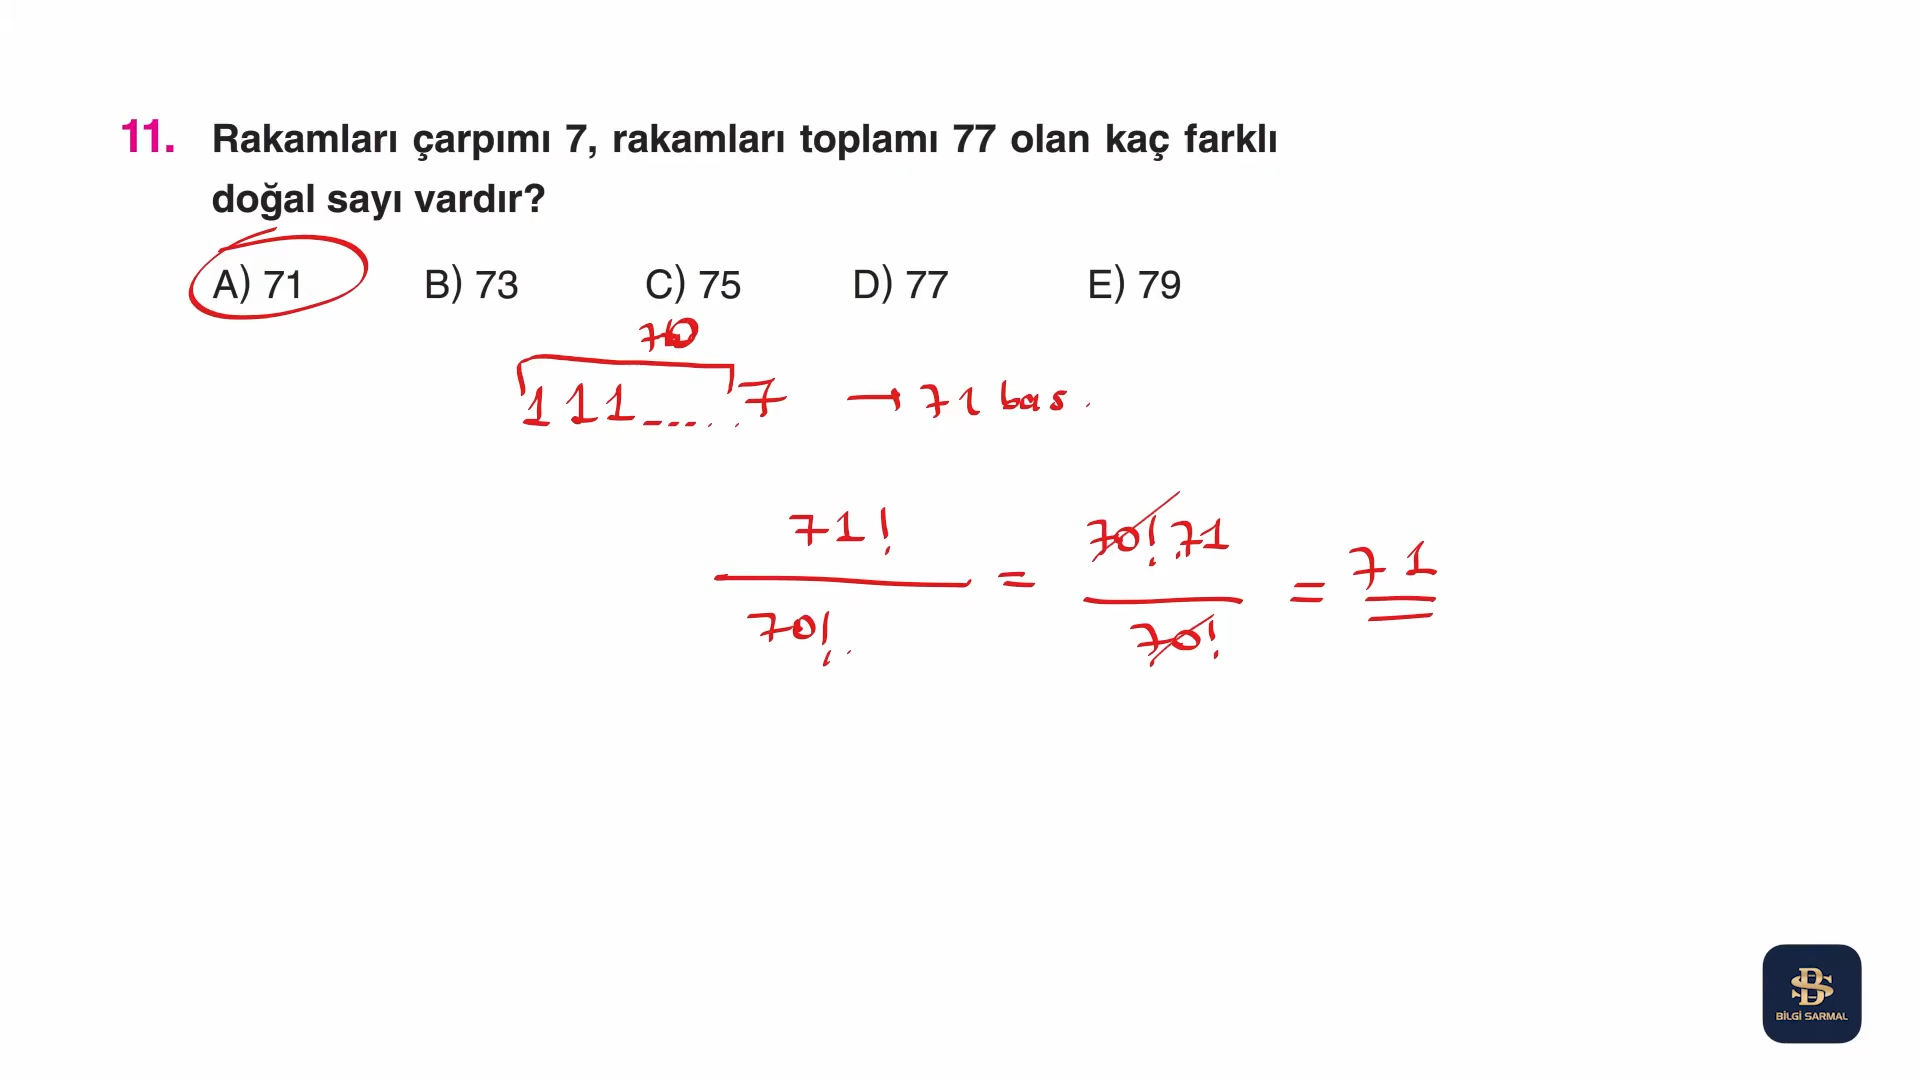 11. Rakamları çarpımı 7, rakamları toplamı 77 olan kaç farklı
doğal sayı vardır?
A) 71 B) 73 C) 75 D) 77 E) 79
70
111..... 7 → 71 bas.
71! / 70! = 70! 71 / 70! = 71
BİLGİ SARMAL